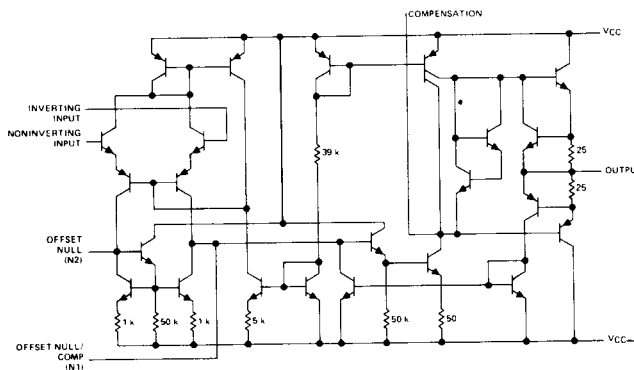 COMPENSATION
VCC
INVERTING
INPUT
NONINVERTING
INPUT
39 k
25
OUTPUT
25
OFFSET
NULL
(N2)
1 k
50 k
1 k
5 k
50 k
50
OFFSET NULL/
COMP
(N1)
VCC-